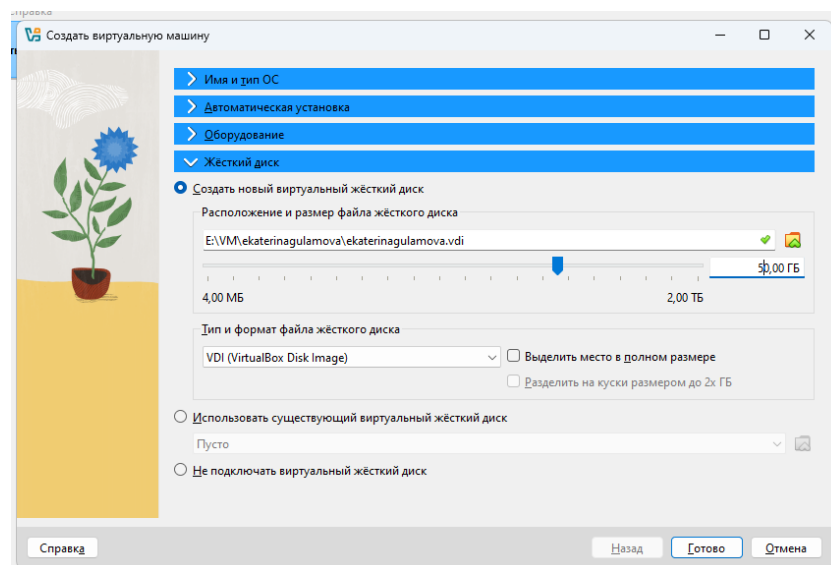 Справка
Создать виртуальную машину
Имя и тип ОС
Автоматическая установка
Оборудование
Жёсткий диск
Создать новый виртуальный жёсткий диск
Расположение и размер файла жёсткого диска
E:\VM\ekaterinagulamova\ekaterinagulamova.vdi
50,00 ГБ
4,00 МБ 2,00 ТБ
Тип и формат файла жёсткого диска
VDI (VirtualBox Disk Image) Выделить место в полном размере
Разделить на куски размером до 2х ГБ
Использовать существующий виртуальный жёсткий диск
Пусто
Не подключать виртуальный жёсткий диск
Справка Назад Готово Отмена